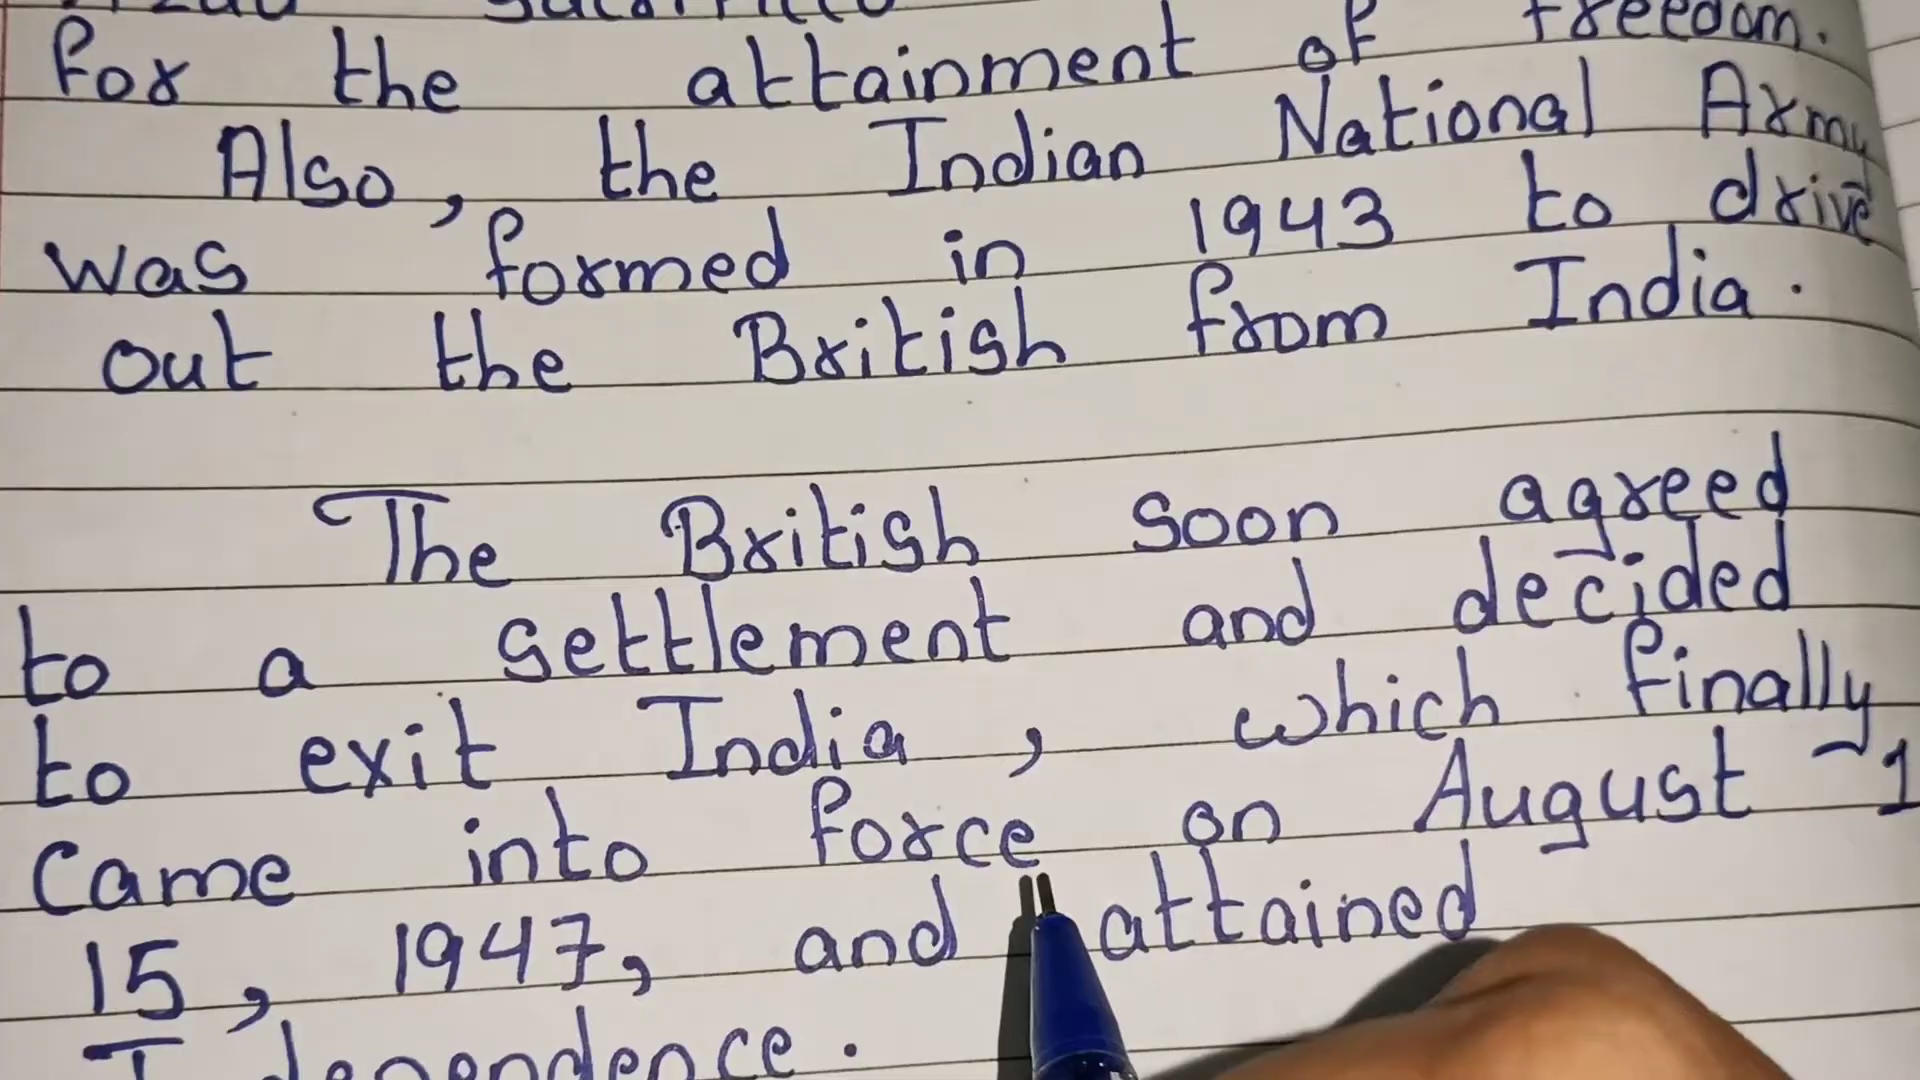 for the attainment of freedom.
Also, the Indian National Army
was formed in 1943 to drive
out the British from India.
The British soon agreed
to a settlement and decided
to exit India, which finally
Came into force on August 1
15, 1947, and attained
Independence.